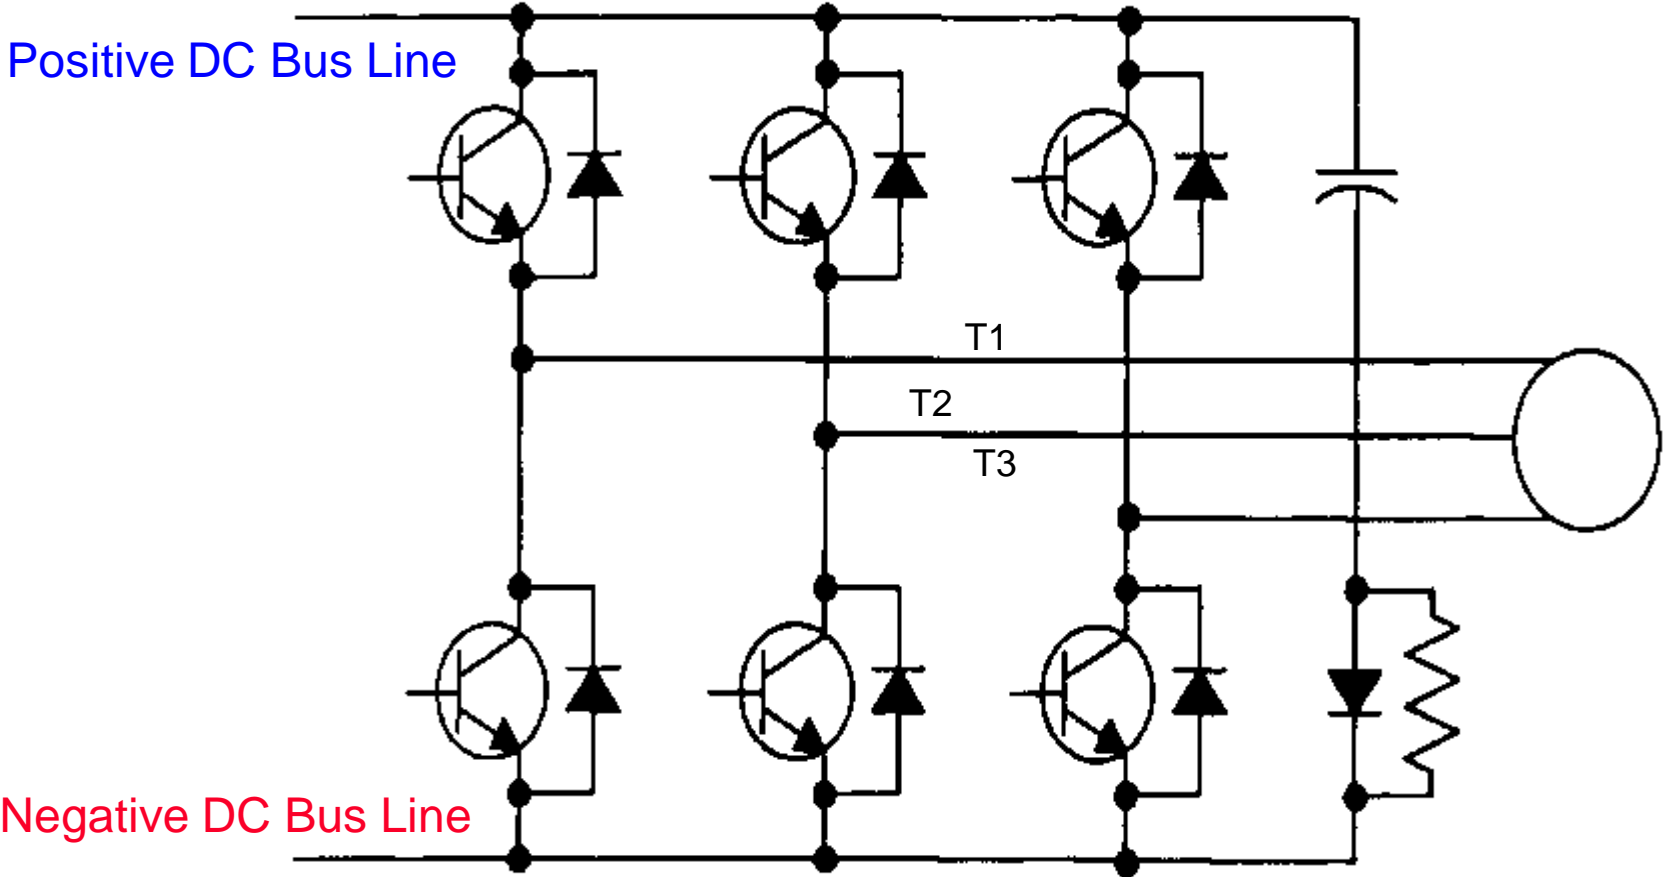 Positive DC Bus Line
T1
T2
T3
Negative DC Bus Line